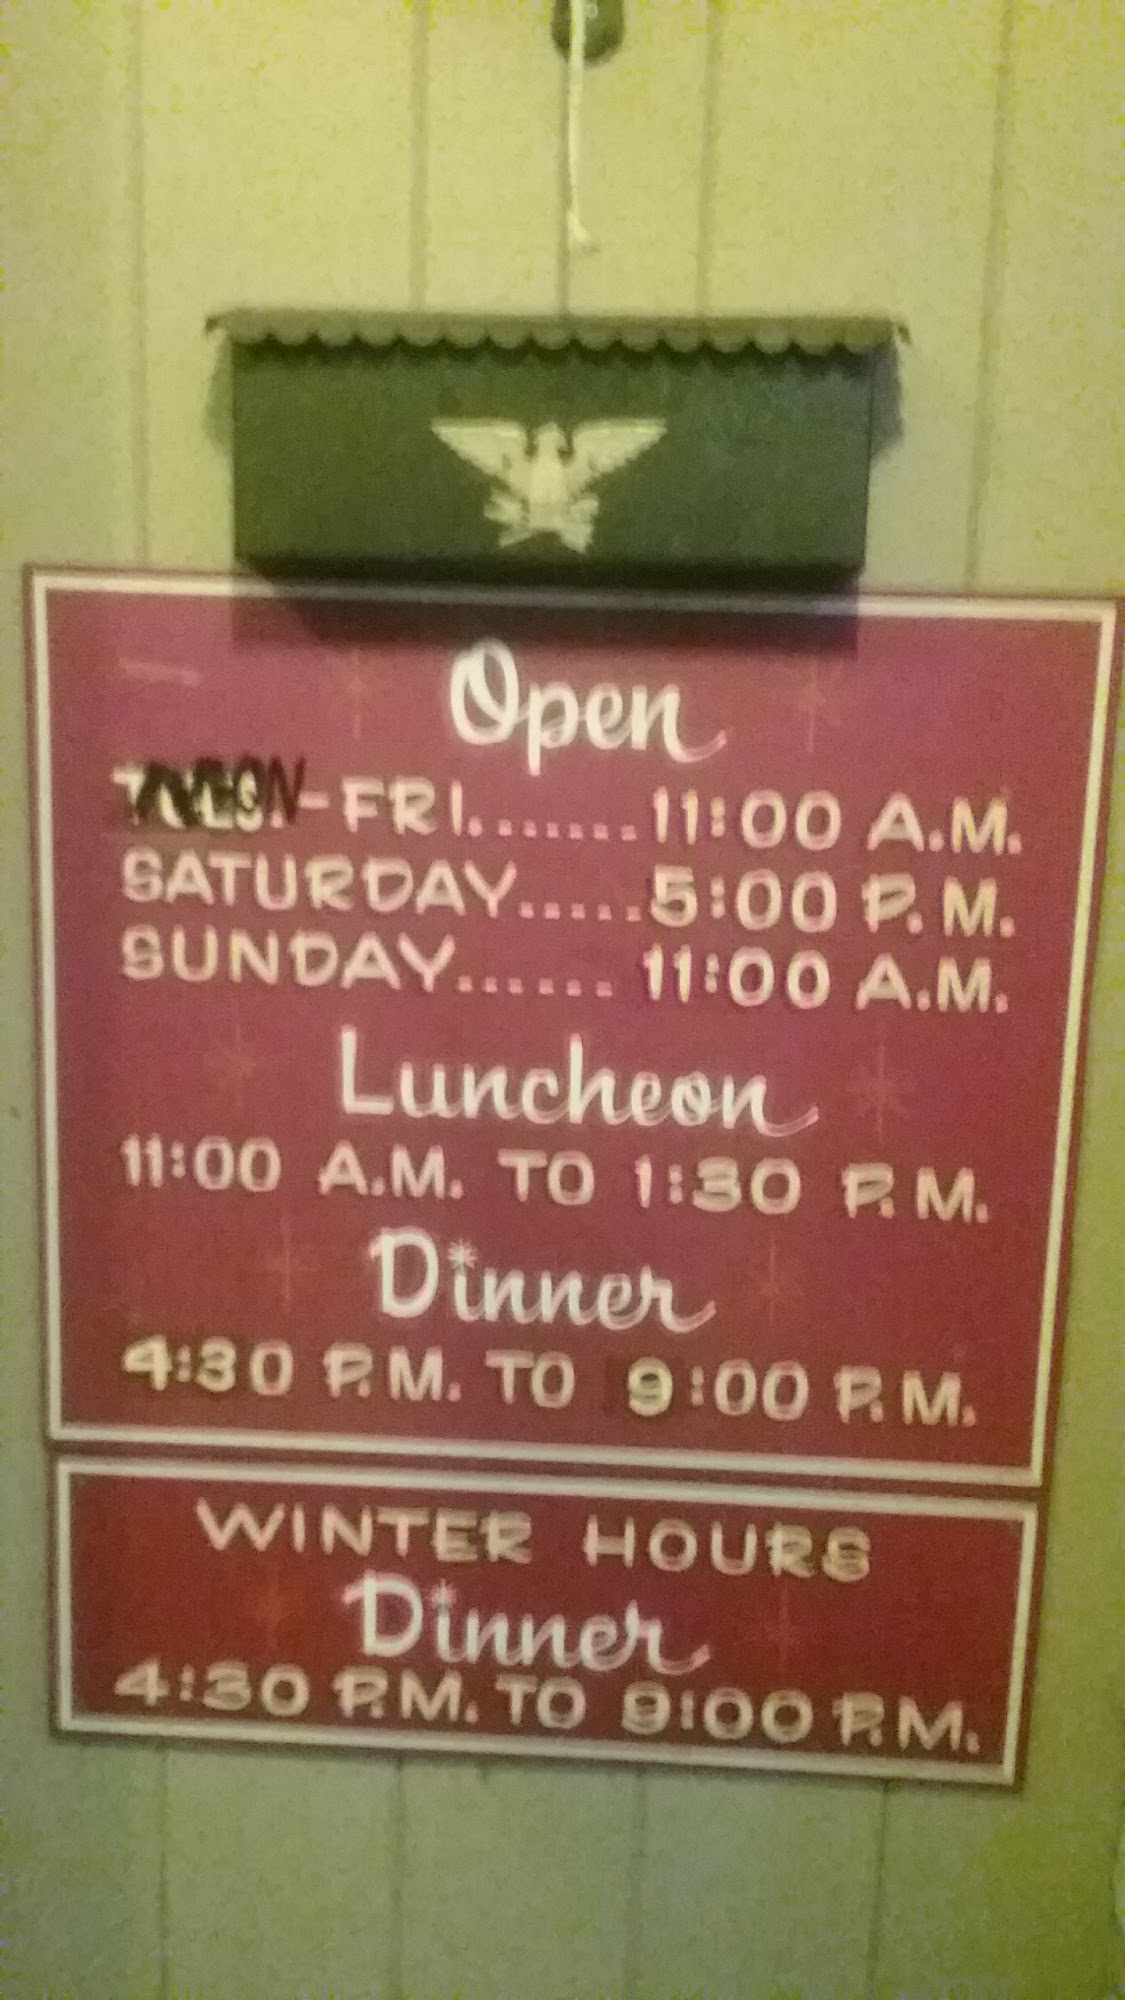 Open
-FRI.......11:00 A.M.
SATURDAY.....5:00 P.M.
SUNDAY...... 11:00 A.M.
Luncheon
11:00 A.M. TO 1:30 P.M.
Dinner
4:30 P.M. TO 9:00 P.M.
WINTER HOURS
Dinner
4:30 P.M. TO 9:00 P.M.